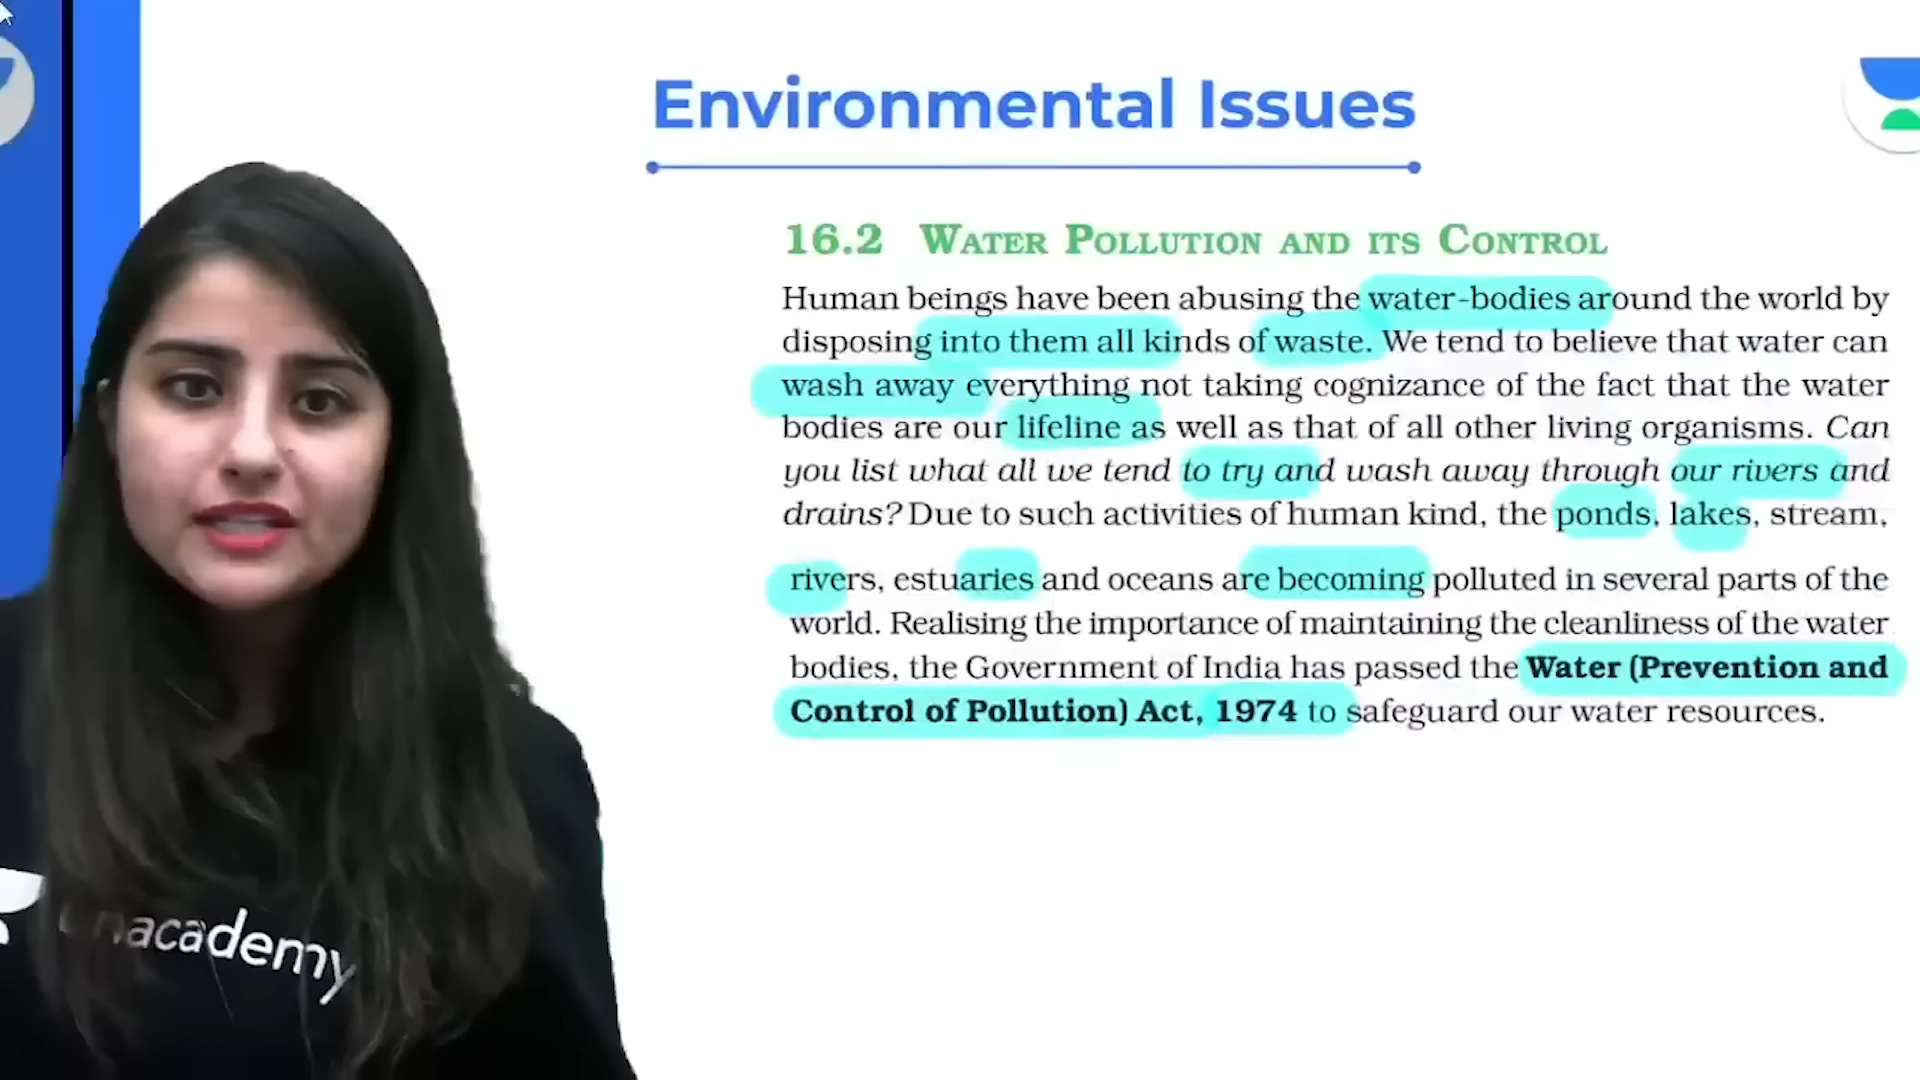 Environmental Issues
16.2 WATER POLLUTION AND ITS CONTROL
Human beings have been abusing the water-bodies around the world by
disposing into them all kinds of waste. We tend to believe that water can
wash away everything not taking cognizance of the fact that the water
bodies are our lifeline as well as that of all other living organisms. Can
you list what all we tend to try and wash away through our rivers and
drains? Due to such activities of human kind, the ponds, lakes, stream,
rivers, estuaries and oceans are becoming polluted in several parts of the
world. Realising the importance of maintaining the cleanliness of the water
bodies, the Government of India has passed the Water (Prevention and
Control of Pollution) Act, 1974 to safeguard our water resources.
unacademy